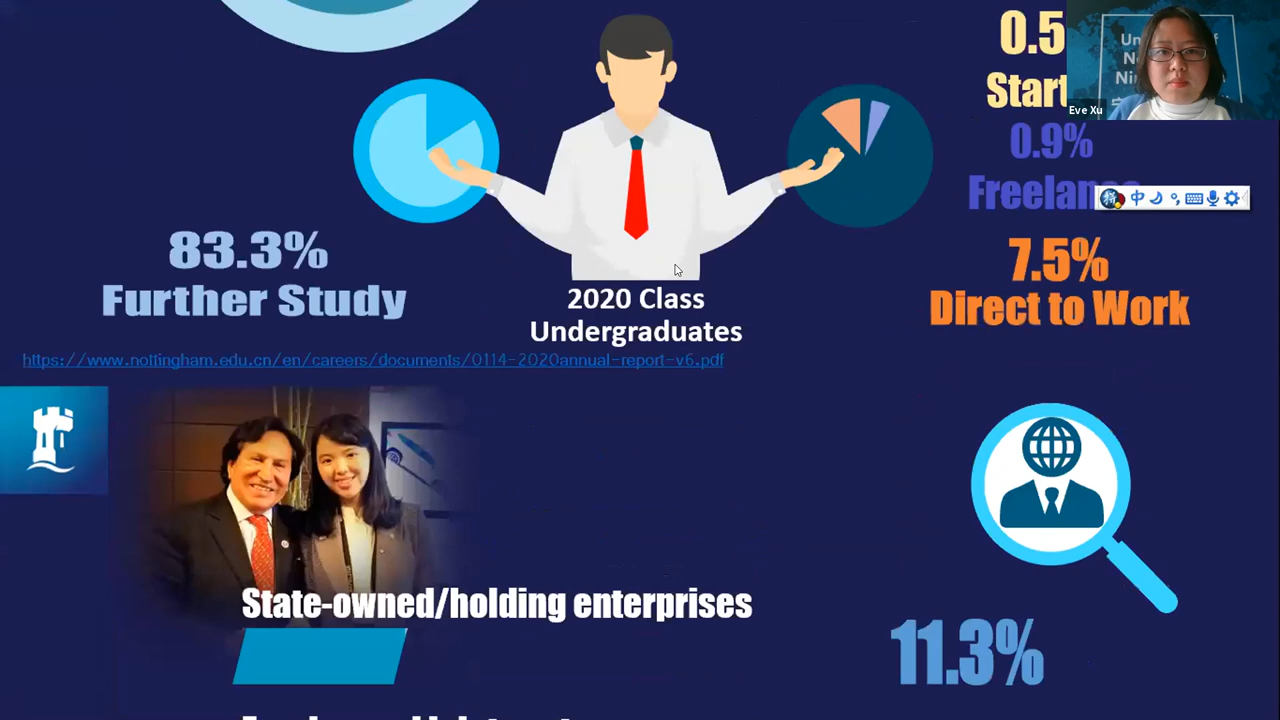 0.5
Start
Eve Xu
0.9%
Freelan
中
83.3%
Further Study
7.5%
Direct to Work
2020 Class
Undergraduates
https://www.nottingham.edu.cn/en/careers/documents/0114-2020annual-report-v6.pdf
State-owned/holding enterprises
11.3%